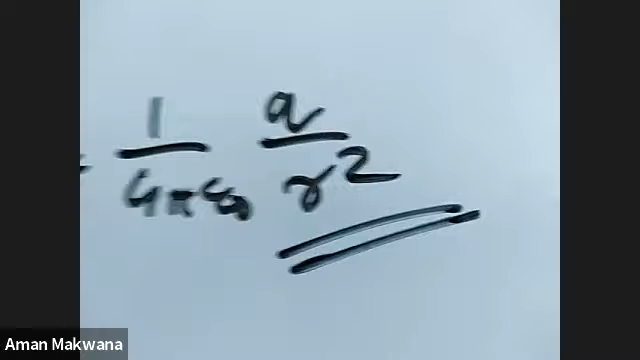 = 1/4πε₀ q/r²
Aman Makwana